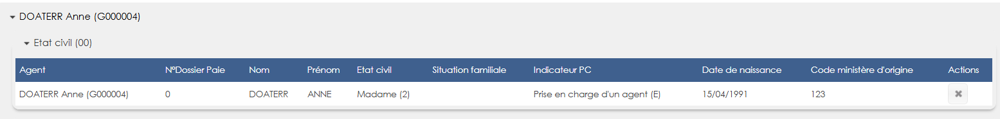 DOATERR Anne (G000004)
Etat civil (00)
Agent N°Dossier Paie Nom Prénom Etat civil Situation familiale Indicateur PC Date de naissance Code ministère d'origine Actions
DOATERR Anne (G000004) 0 DOATERR ANNE Madame (2) Prise en charge d'un agent (E) 15/04/1991 123